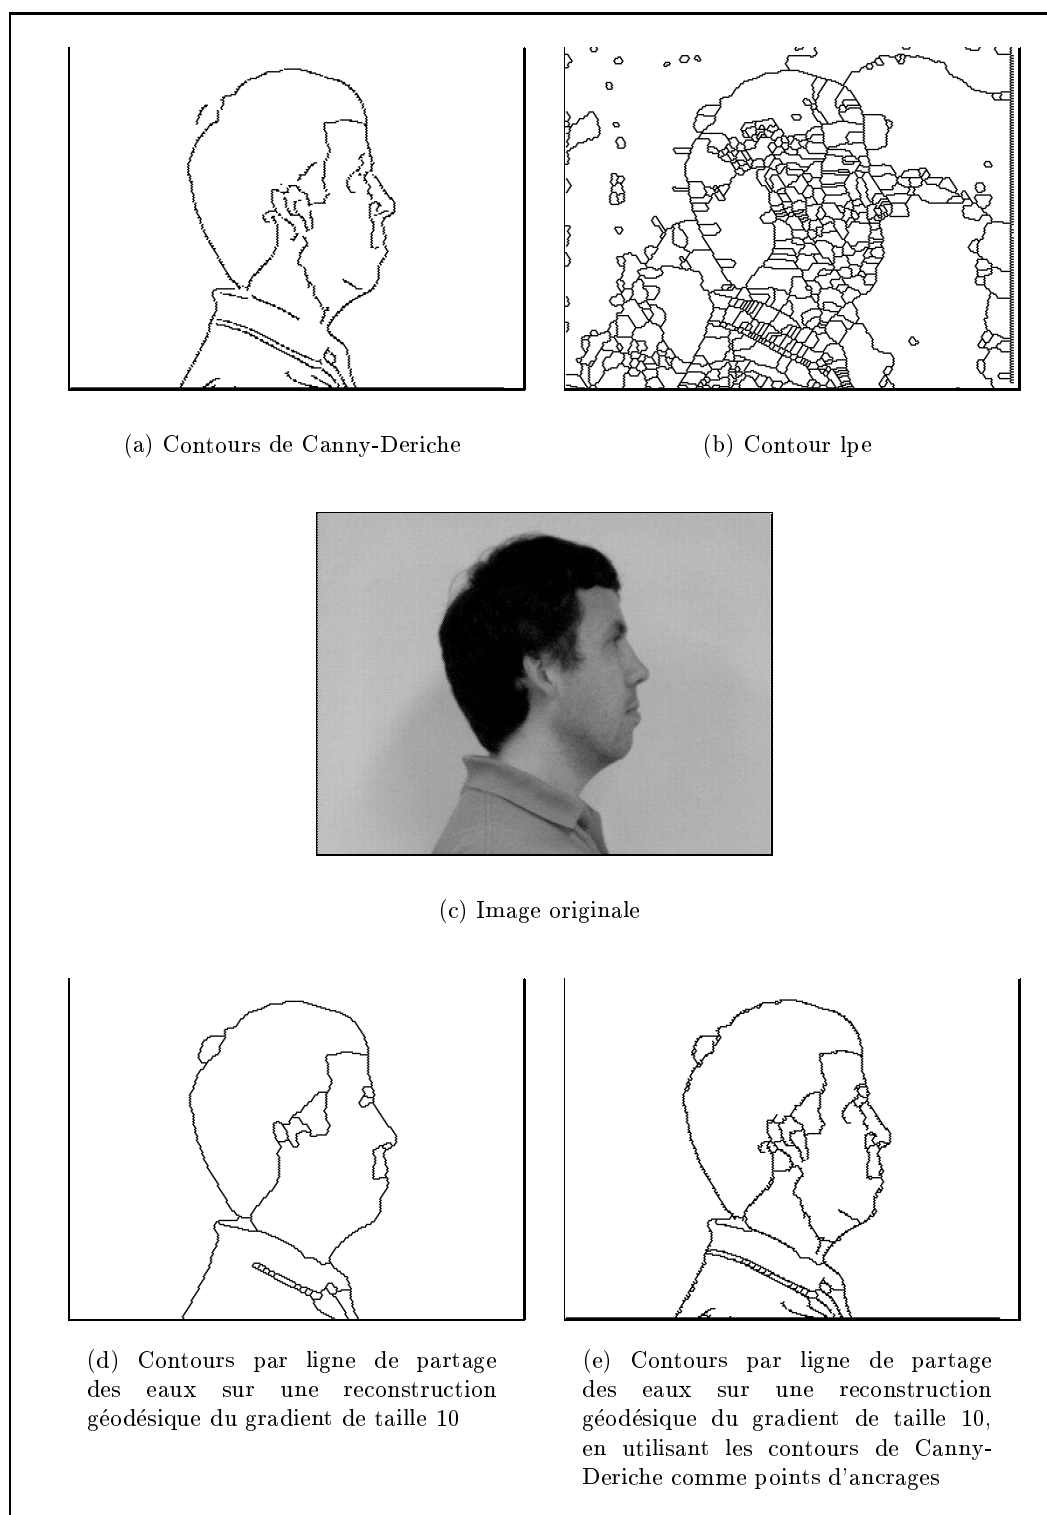 (a) Contours de Canny-Deriche
(b) Contour lpe
(c) Image originale
(d) Contours par ligne de partage
des eaux sur une reconstruction
géodésique du gradient de taille 10
(e) Contours par ligne de partage
des eaux sur une reconstruction
géodésique du gradient de taille 10,
en utilisant les contours de Canny-
Deriche comme points d'ancrages